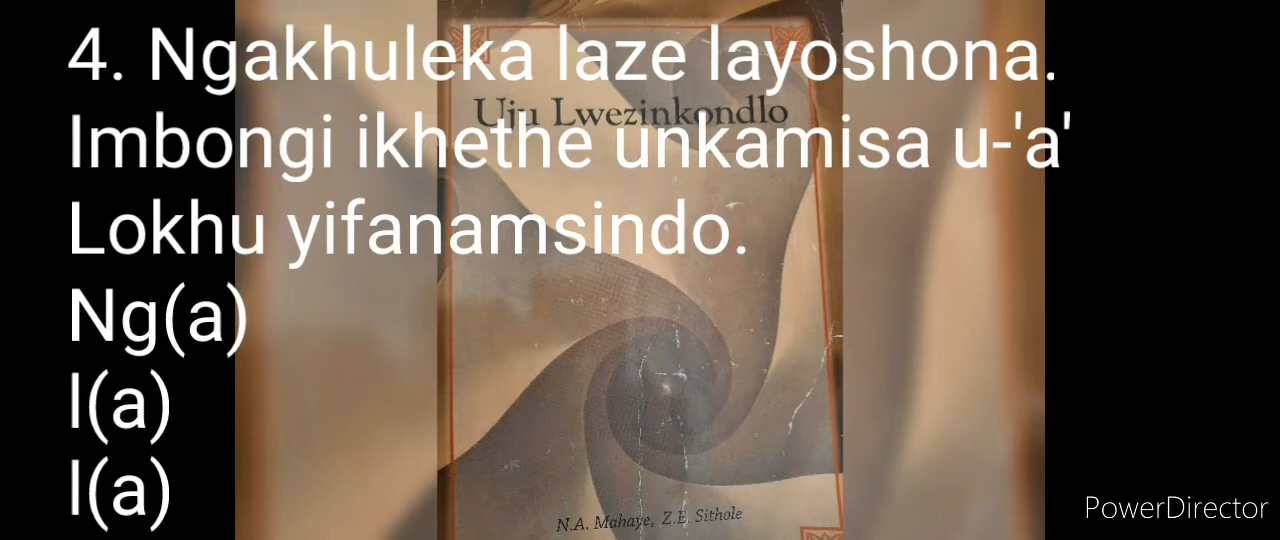 4. Ngakhuleka laze layoshona.
Uju Lwezinkondlo
Imbongi ikhethe unkamisa u-'a'
Lokhu yifanamsindo.
Ng(a)
l(a)
l(a)
N.A. Mahaye, Z.E. Sithole
PowerDirector